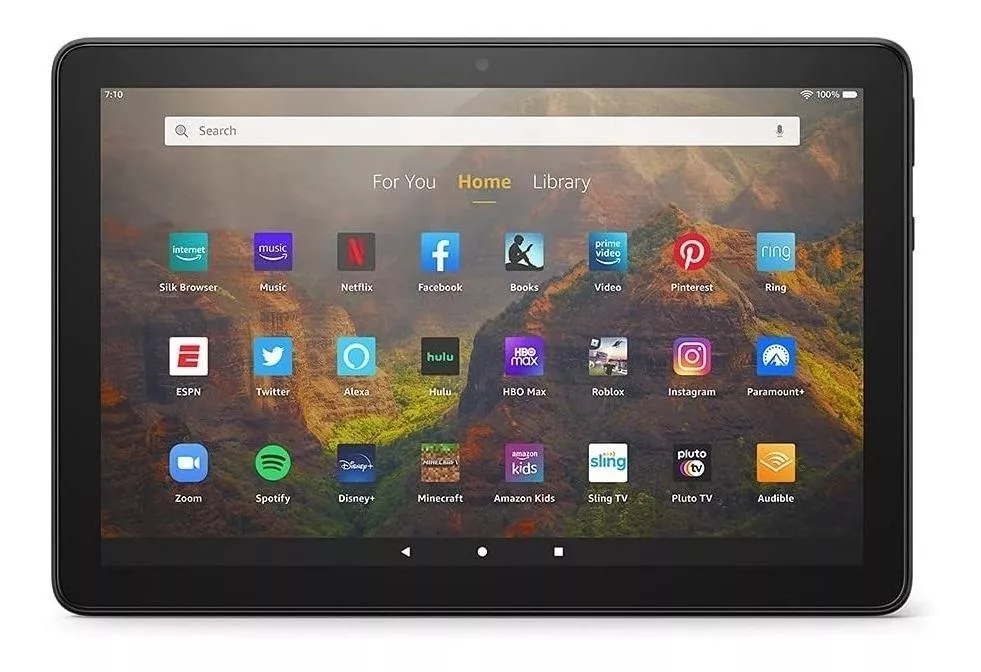 7:10 100%
Search
For You Home Library
internet music prime video ring
Silk Browser Music Netflix Facebook Books Video Pinterest Ring
hulu HBO max
ESPN Twitter Alexa Hulu HBO Max Roblox Instagram Paramount+
Disney+ MINECRAFT amazon kids sling pluto tv
Zoom Spotify Disney+ Minecraft Amazon Kids Sling TV Pluto TV Audible